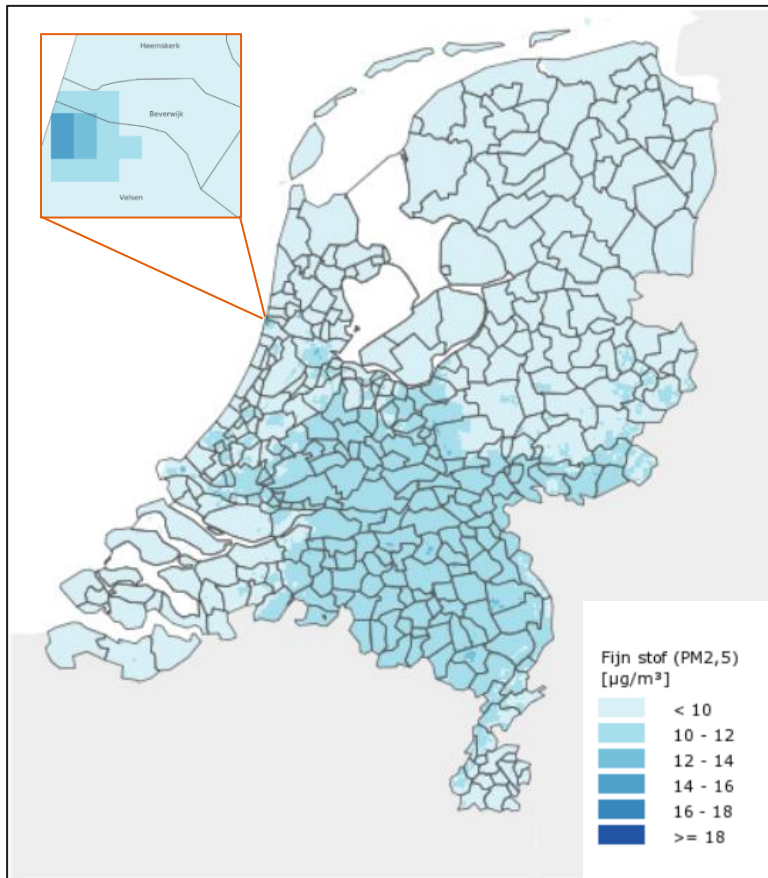 Heemskerk
Beverwijk
Velsen
Fijn stof (PM2,5)
[µg/m³]
< 10
10 - 12
12 - 14
14 - 16
16 - 18
>= 18